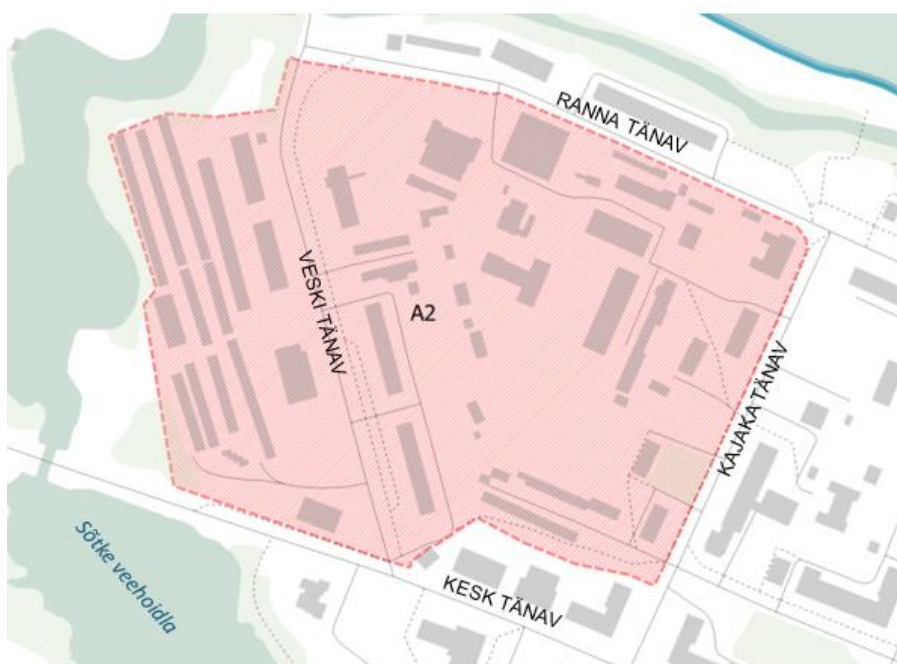 RANNA TÄNAV
VESKI TÄNAV
A2
KAJAKA TÄNAV
Sõtke veehoidla
KESK TÄNAV